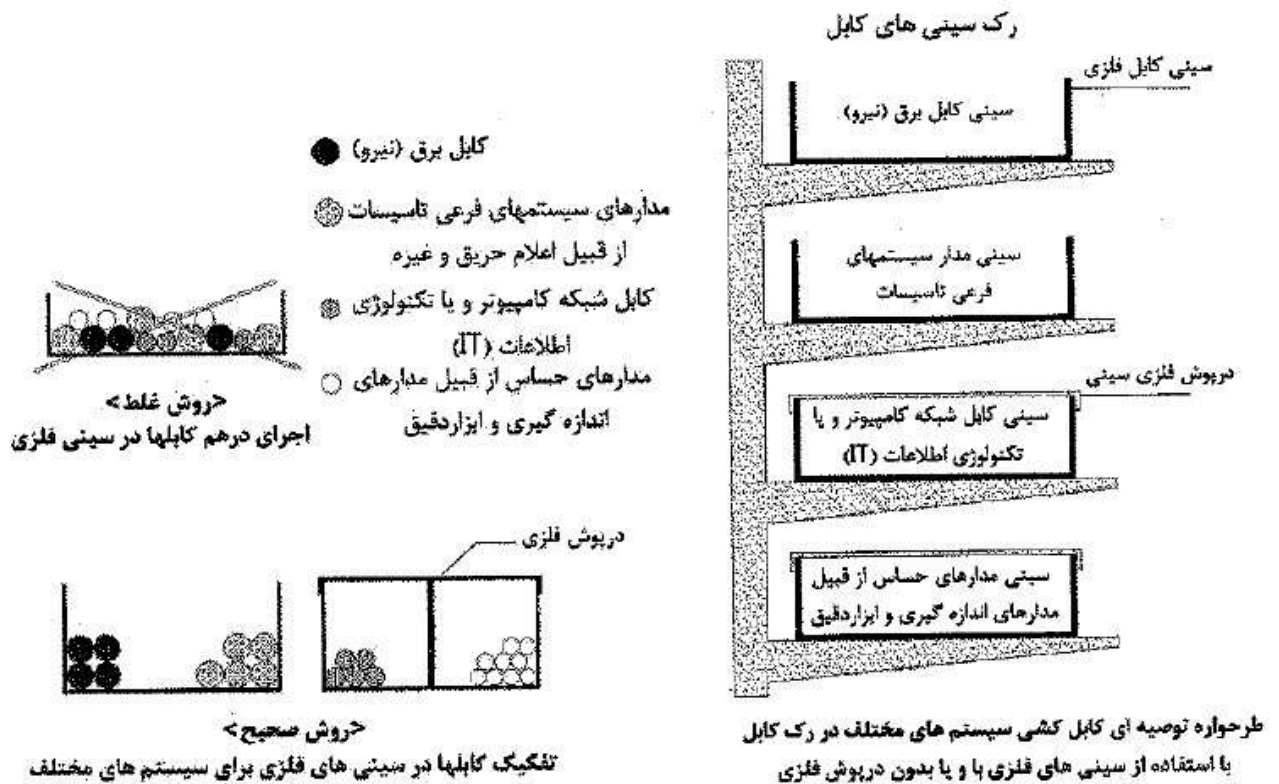 رک سینی های کابل
سینی کابل فلزی
سینی کابل برق (نیرو)
سینی مدار سیستمهای
فرعی تاسیسات
درپوش فلزی سینی
سینی کابل شبکه کامپیوتر و یا
تکنولوژی اطلاعات (IT)
سینی مدارهای حساس از قبیل
مدارهای اندازه گیری و ابزاردقیق
طرحواره توصیه ای کابل کشی سیستم های مختلف در رک کابل
با استفاده از سینی های فلزی با و یا بدون درپوش فلزی
کابل برق (نیرو)
مدارهای سیستمهای فرعی تاسیسات
از قبیل اعلام حریق و غیره
کابل شبکه کامپیوتر و یا تکنولوژی
اطلاعات (IT)
مدارهای حساس از قبیل مدارهای
اندازه گیری و ابزاردقیق
<روش غلط>
اجرای درهم کابلها در سینی فلزی
درپوش فلزی
<روش صحیح>
تفکیک کابلها در سینی های فلزی برای سیستم های مختلف